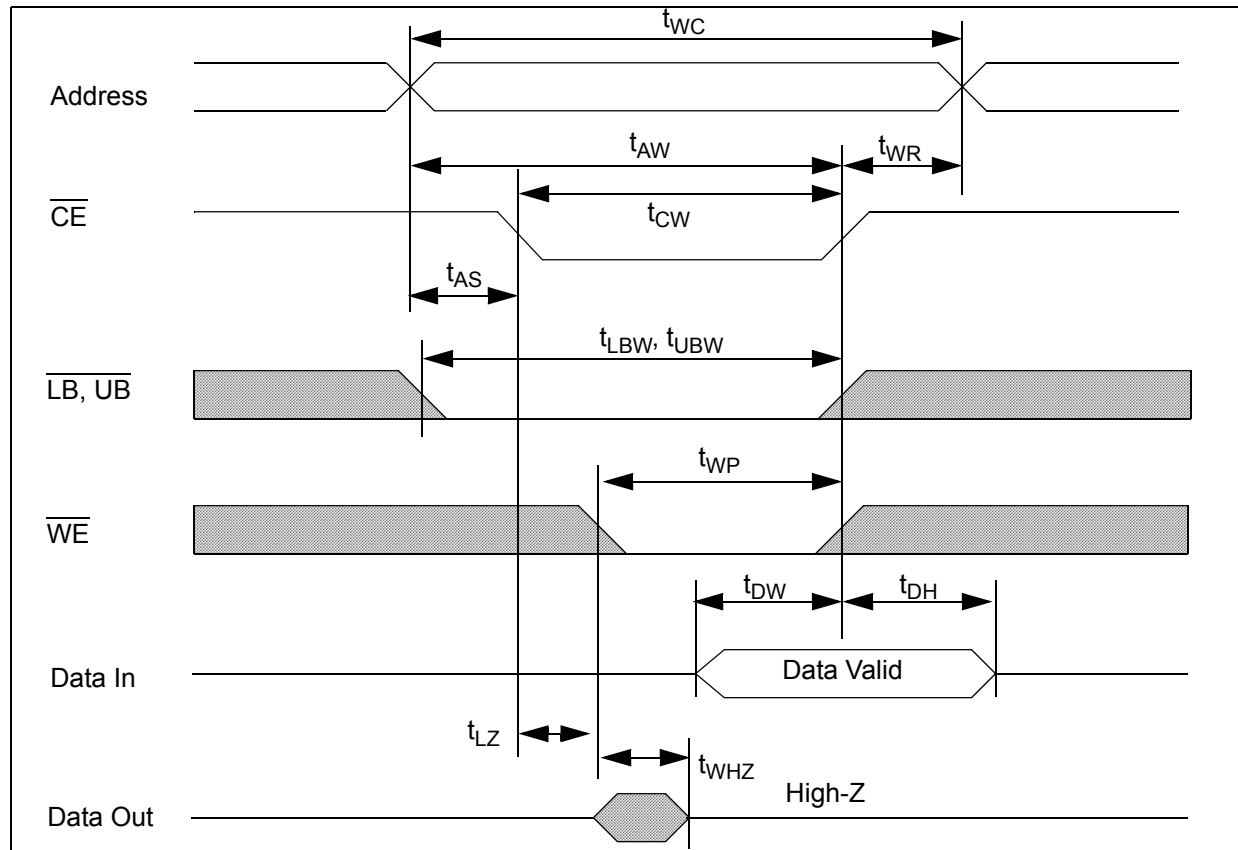 tWC
Address
tAW
tWR
CE
tCW
tAS
tLBW, tUBW
LB, UB
tWP
WE
tDW
tDH
Data In
Data Valid
tLZ
tWHZ
High-Z
Data Out